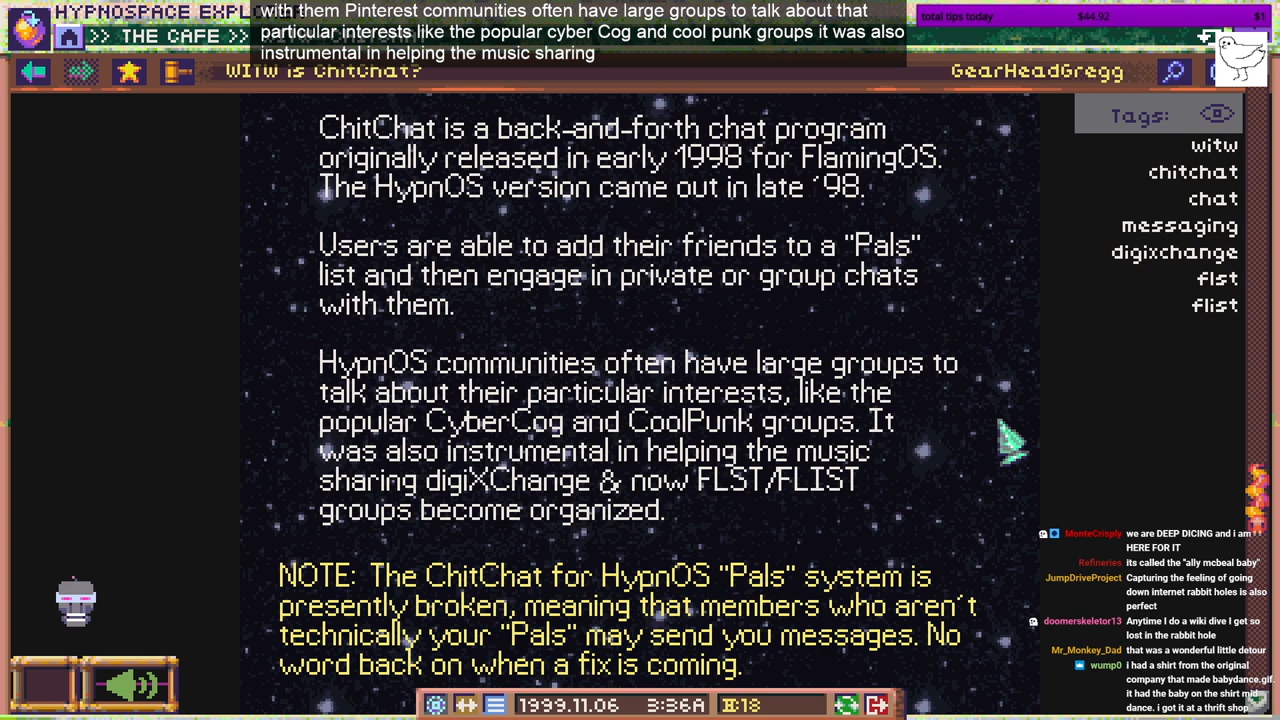 HYPNOSPACE EXPLO
with them Pinterest communities often have large groups to talk about that
particular interests like the popular cyber Cog and cool punk groups it was also
instrumental in helping the music sharing
total tips today $44.92 $1
>> THE CAFE >>
WITW is ChitChat?
GearHeadGregg
ChitChat is a back-and-forth chat program
originally released in early 1998 for FlamingOS.
The HypnOS version came out in late '98.
Users are able to add their friends to a "Pals"
list and then engage in private or group chats
with them.
HypnOS communities often have large groups to
talk about their particular interests, like the
popular CyberCog and CoolPunk groups. It
was also instrumental in helping the music
sharing digiXChange & now FLST/FLIST
groups become organized.
NOTE: The ChitChat for HypnOS "Pals" system is
presently broken, meaning that members who aren't
technically your "Pals" may send you messages. No
word back on when a fix is coming.
Tags:
witw
chitchat
chat
messaging
digixchange
flst
flist
MonteCrisply we are DEEP DICING and i am
HERE FOR IT
Refineries its called the "ally mcbeal baby"
JumpDriveProject Capturing the feeling of going
down internet rabbit holes is also
perfect
doomerskeletor13 Anytime I do a wiki dive I get so
lost in the rabbit hole
Mr_Monkey_Dad that was a wonderful little detour
wump0 i had a shirt from the original
company that made babydance.gif.
it had the baby on the shirt mid
dance. i got it at a thrift shop
1999.11.06 3:36A
18